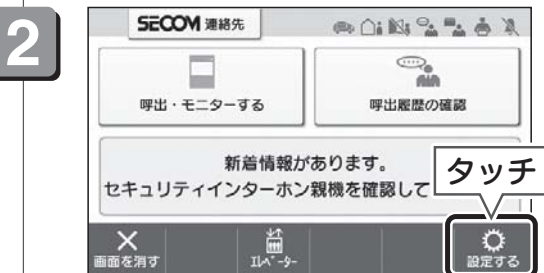 2
SECOM 連絡先
呼出・モニターする
呼出履歴の確認
新着情報があります。
セキュリティインターホン親機を確認して
タッチ
画面を消す
ｴﾚﾍﾞｰﾀｰ
設定する